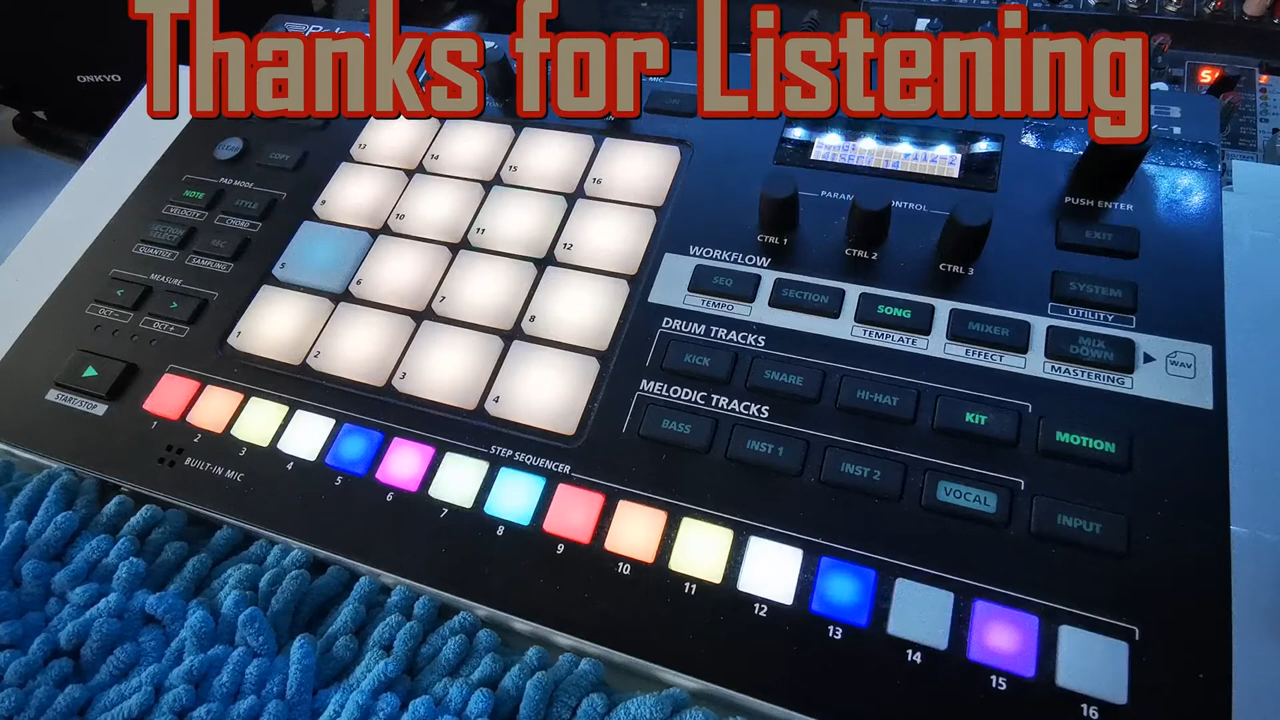 Thanks for Listening
ONKYO
CLEAR
COPY
PAD MODE
NOTE
STYLE
VELOCITY
CHORD
SECTION SELECT
REC
QUANTIZE
SAMPLING
MEASURE
<
>
OCT−
OCT+
START/STOP
13
14
15
16
9
10
11
12
5
6
7
8
1
2
3
4
PARAM
CONTROL
CTRL 1
CTRL 2
CTRL 3
PUSH ENTER
EXIT
SYSTEM
UTILITY
WORKFLOW
SEQ
SECTION
SONG
MIXER
MIX DOWN
TEMPO
TEMPLATE
EFFECT
MASTERING
WAV
DRUM TRACKS
KICK
SNARE
HI-HAT
KIT
MOTION
MELODIC TRACKS
BASS
INST 1
INST 2
VOCAL
INPUT
BUILT-IN MIC
STEP SEQUENCER
1
2
3
4
5
6
7
8
9
10
11
12
13
14
15
16